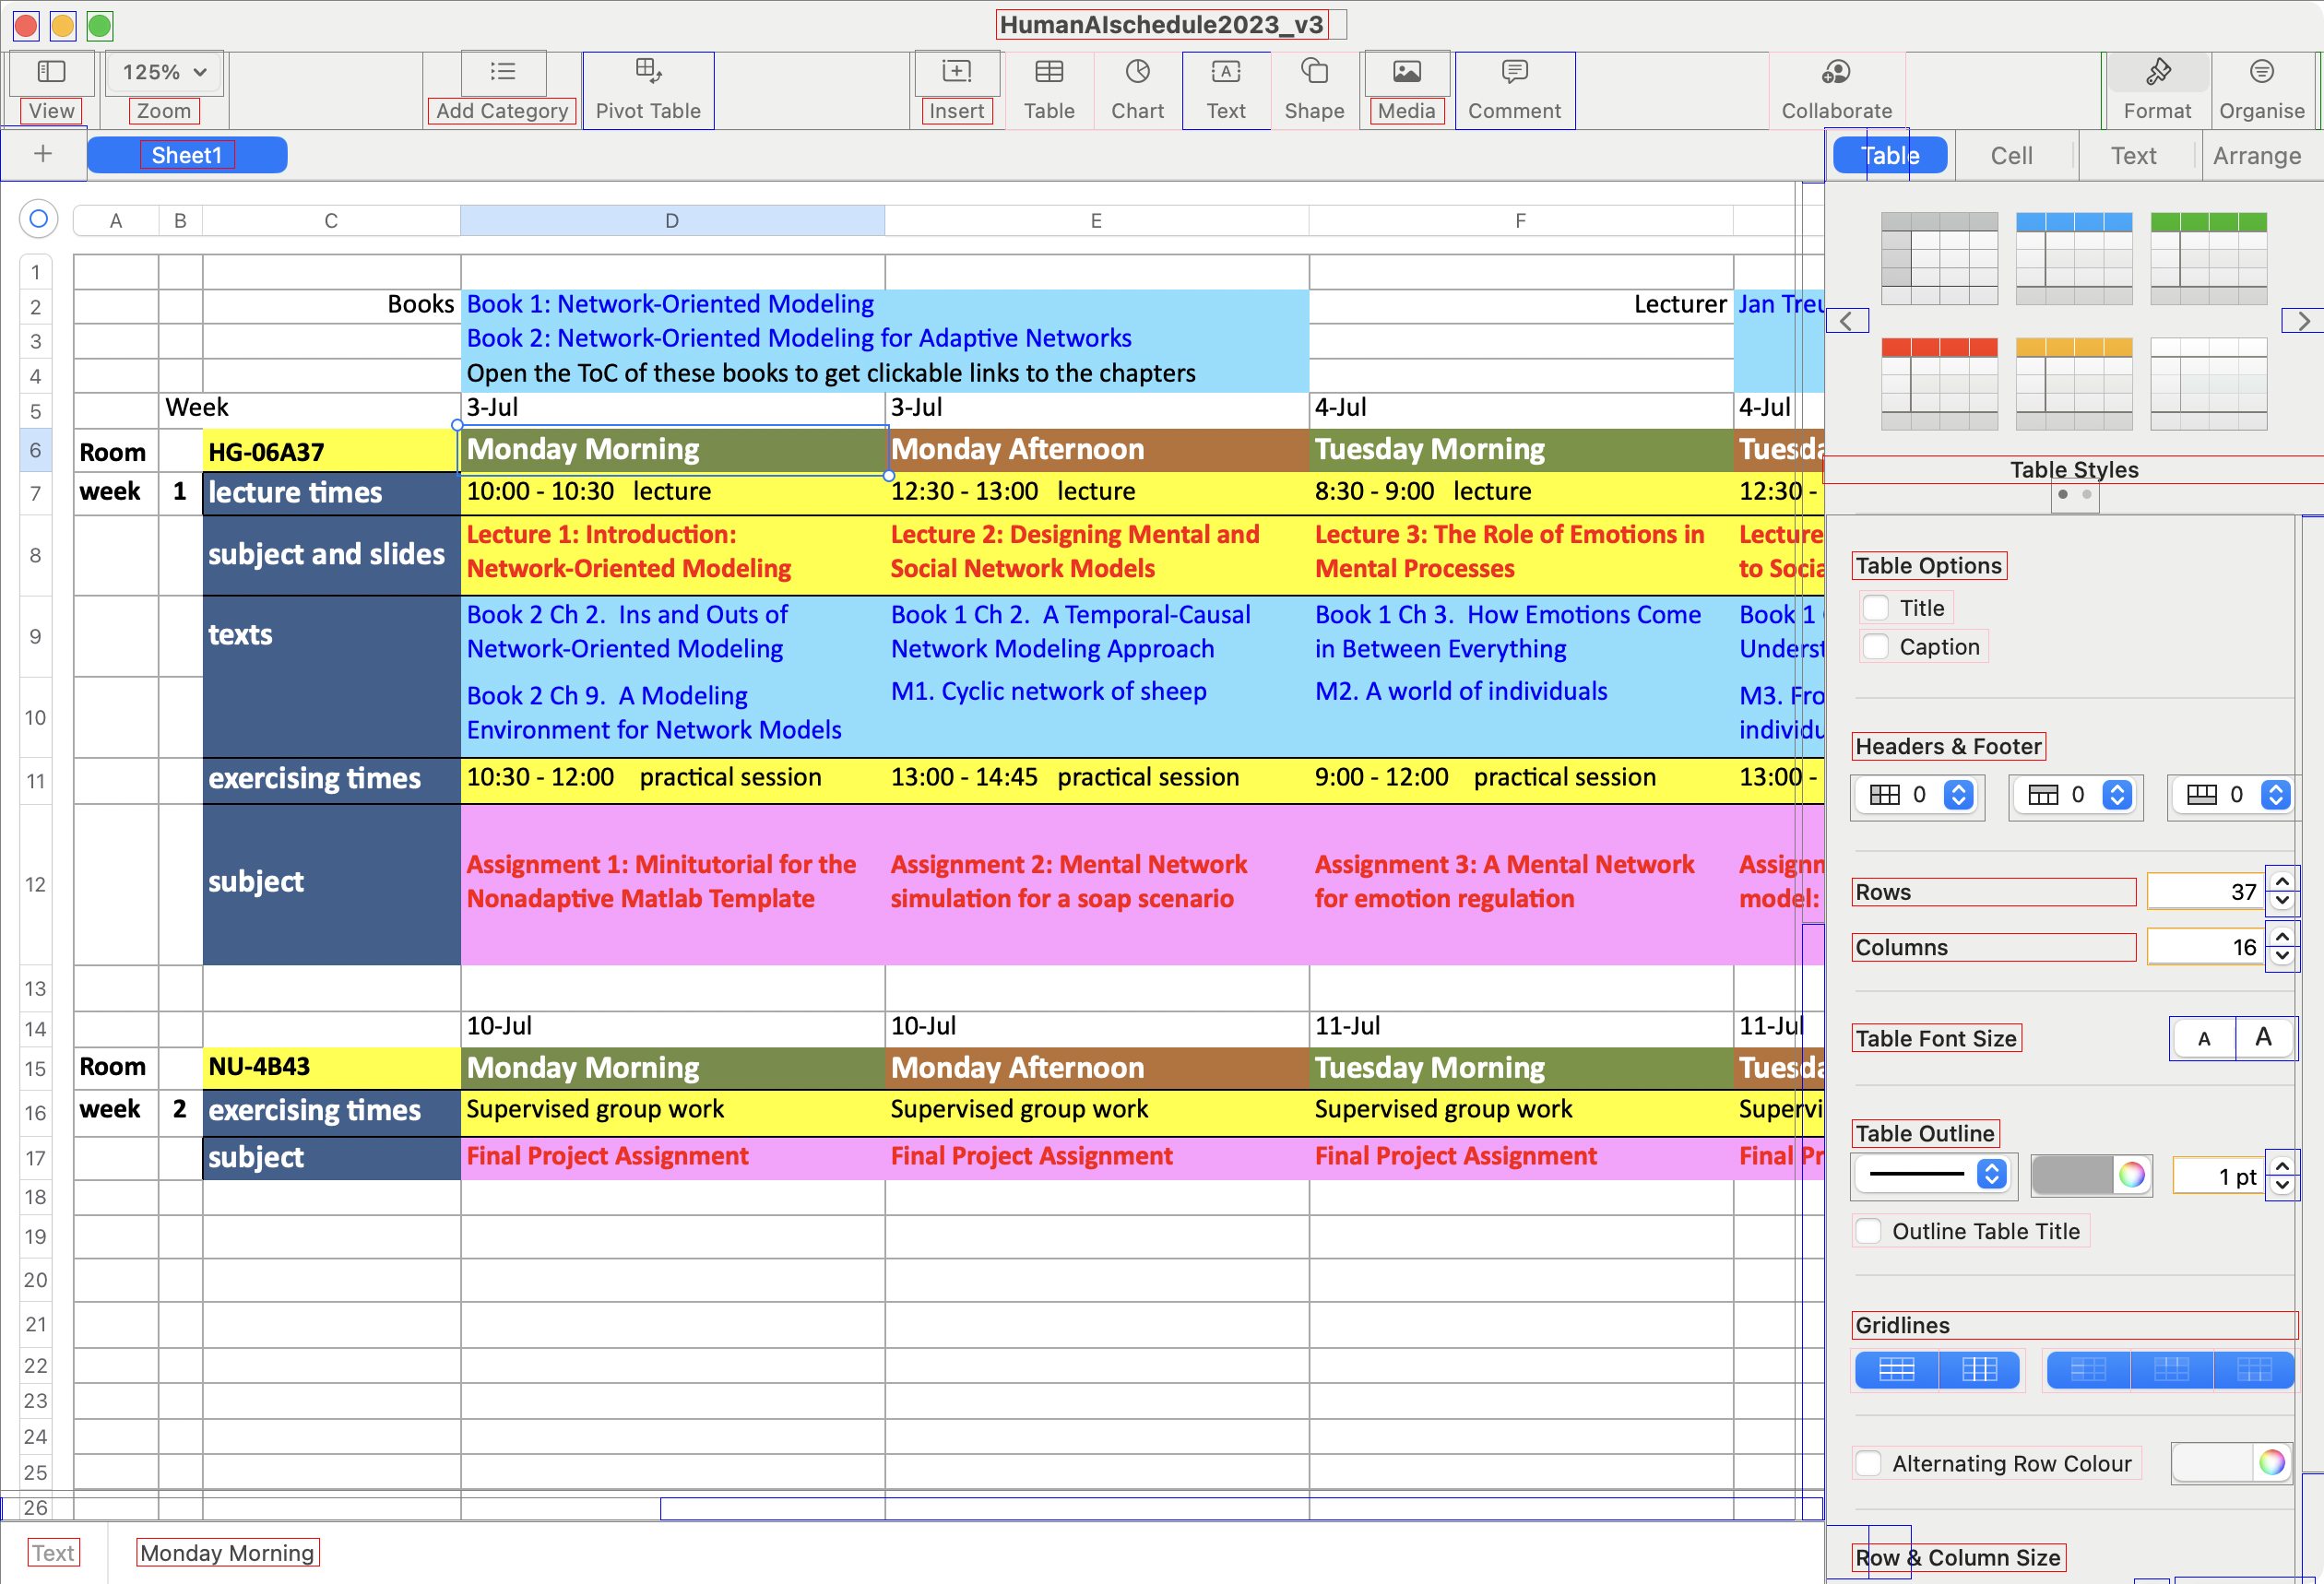 HumanAIschedule2023_v3
125%
View Zoom Add Category Pivot Table Insert Table Chart Text Shape Media Comment Collaborate Format Organise
Sheet1
Table Cell Text Arrange
A B C D E F
1
2 Books Book 1: Network-Oriented Modeling Lecturer Jan
3 Book 2: Network-Oriented Modeling for Adaptive Networks
4 Open the ToC of these books to get clickable links to the chapters
5 Week 3-Jul 3-Jul 4-Jul 4-Jul
6 Room HG-06A37 Monday Morning Monday Afternoon Tuesday Morning
7 week 1 lecture times 10:00 - 10:30 lecture 12:30 - 13:00 lecture 8:30 - 9:00 lecture 12:30 -
8 subject and slides
Lecture 1: Introduction:
Network-Oriented Modeling
Lecture 2: Designing Mental and
Social Network Models
Lecture 3: The Role of Emotions in
Mental Processes
Lecture
to
9 texts
Book 2 Ch 2. Ins and Outs of
Network-Oriented Modeling
Book 1 Ch 2. A Temporal-Causal
Network Modeling Approach
Book 1 Ch 3. How Emotions Come
in Between Everything
Book 1
10
Book 2 Ch 9. A Modeling
Environment for Network Models
M1. Cyclic network of sheep
M2. A world of individuals
M3.
11 exercising times 10:30 - 12:00 practical session 13:00 - 14:45 practical session 9:00 - 12:00 practical session 13:00 -
12 subject
Assignment 1: Minitutorial for the
Nonadaptive Matlab Template
Assignment 2: Mental Network
simulation for a soap scenario
Assignment 3: A Mental Network
for emotion regulation
model:
13
14 10-Jul 10-Jul 11-Jul 11-Jul
15 Room NU-4B43 Monday Morning Monday Afternoon Tuesday Morning
16 week 2 exercising times Supervised group work Supervised group work Supervised group work
17 subject Final Project Assignment Final Project Assignment Final Project Assignment Final
18
19
20
21
22
23
24
25
26
Text Monday Morning
Table Styles
Table Options
Title
Caption
Headers & Footer
0 0 0
Rows 37
Columns 16
Table Font Size A A
Table Outline
1 pt
Outline Table Title
Gridlines
Alternating Row Colour
Row & Column Size